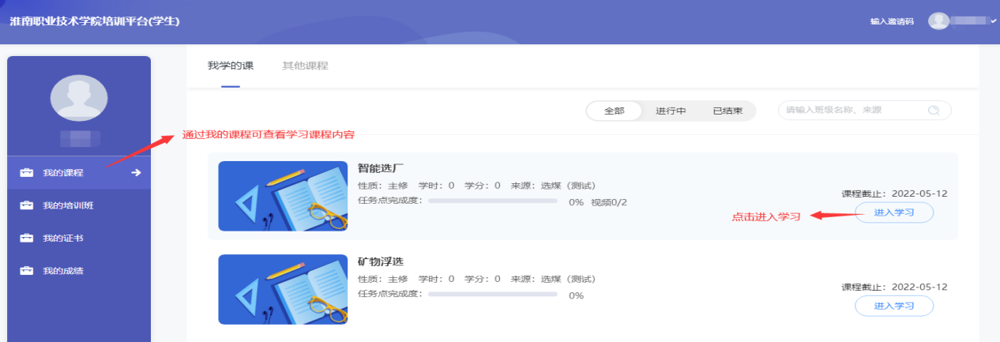 淮南职业技术学院培训平台(学生)
输入邀请码
我学的课 其他课程
全部 进行中 已结束 请输入班级名称、来源
通过我的课程可查看学习课程内容
我的课程
我的培训班
我的证书
我的成绩
智能选厂
性质：主修 学时：0 学分：0 来源：选煤（测试）
任务点完成度： 0% 视频0/2
课程截止：2022-05-12
点击进入学习 进入学习
矿物浮选
性质：主修 学时：0 学分：0 来源：选煤（测试）
任务点完成度： 0%
课程截止：2022-05-12
进入学习